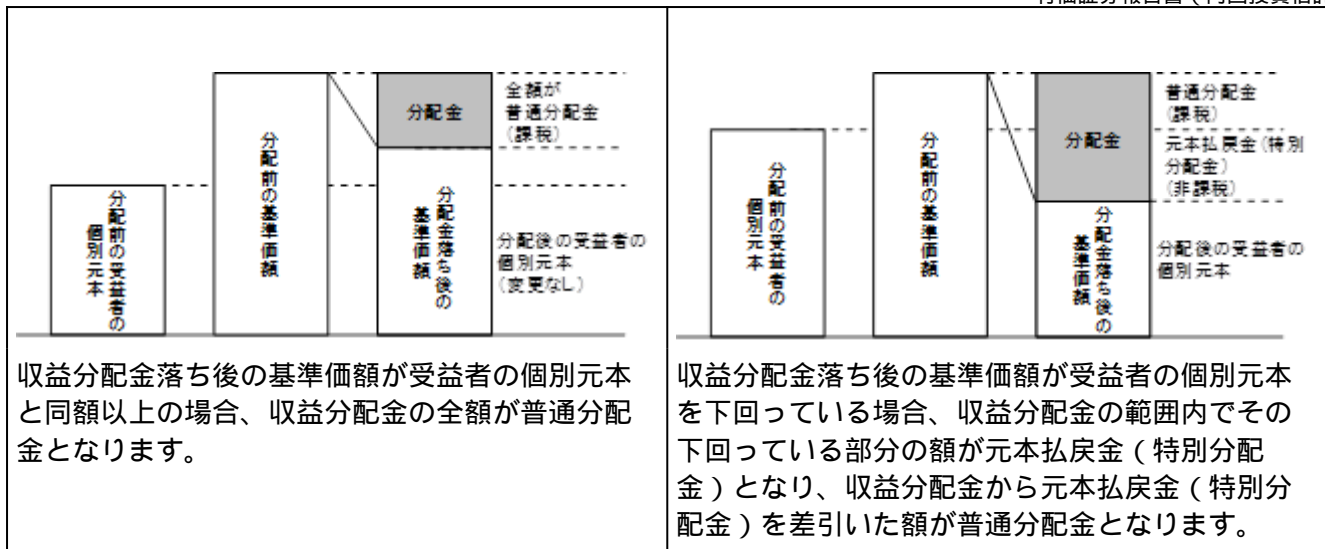 全額が
普通分配金
(課税)
分配金
分配前の受益者の
個別元本
分配前の基準価額
分配金落ち後の
基準価額
分配後の受益者の
個別元本
(変更なし)
収益分配金落ち後の基準価額が受益者の個別元本
と同額以上の場合、収益分配金の全額が普通分配
金となります。
普通分配金
(課税)
元本払戻金(特別
分配金)
(非課税)
分配金
分配前の受益者の
個別元本
分配前の基準価額
分配金落ち後の
基準価額
分配後の受益者の
個別元本
収益分配金落ち後の基準価額が受益者の個別元本
を下回っている場合、収益分配金の範囲内でその
下回っている部分の額が元本払戻金(特別分配
金)となり、収益分配金から元本払戻金(特別分
配金)を差引いた額が普通分配金となります。